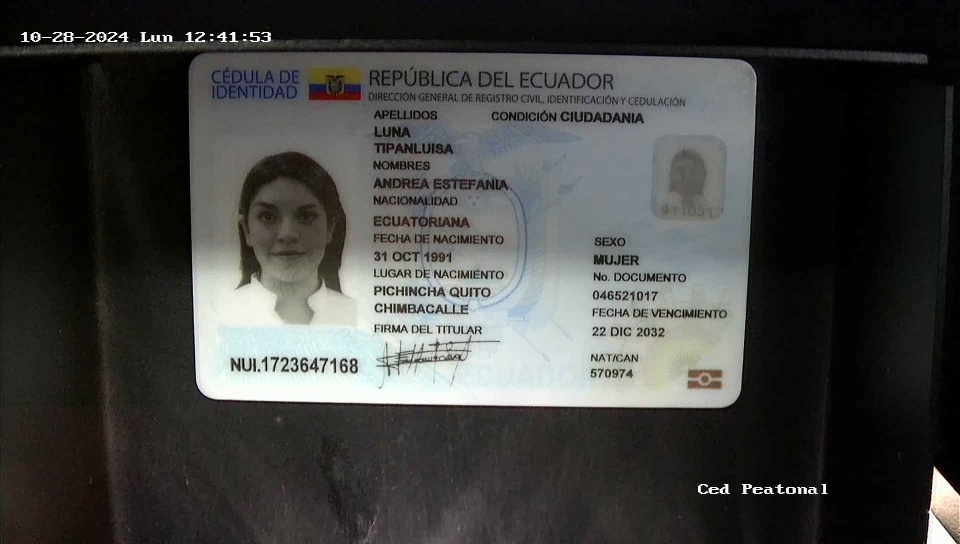 10-28-2024 Lun 12:41:53
CÉDULA DE
IDENTIDAD
REPÚBLICA DEL ECUADOR
DIRECCIÓN GENERAL DE REGISTRO CIVIL, IDENTIFICACIÓN Y CEDULACIÓN
APELLIDOS
CONDICIÓN CIUDADANIA
LUNA
TIPANLUISA
NOMBRES
ANDREA ESTEFANIA
NACIONALIDAD
ECUATORIANA
FECHA DE NACIMIENTO
31 OCT 1991
LUGAR DE NACIMIENTO
PICHINCHA QUITO
CHIMBACALLE
FIRMA DEL TITULAR
911031
SEXO
MUJER
No. DOCUMENTO
046521017
FECHA DE VENCIMIENTO
22 DIC 2032
NAT/CAN
570974
NUI.1723647168
ECUADOR
Ced Peatonal